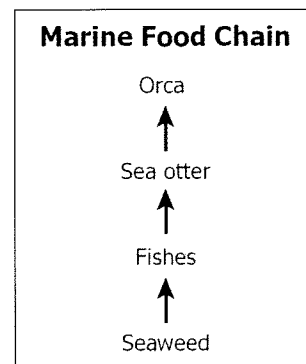 Marine Food Chain
Orca
Sea otter
Fishes
Seaweed